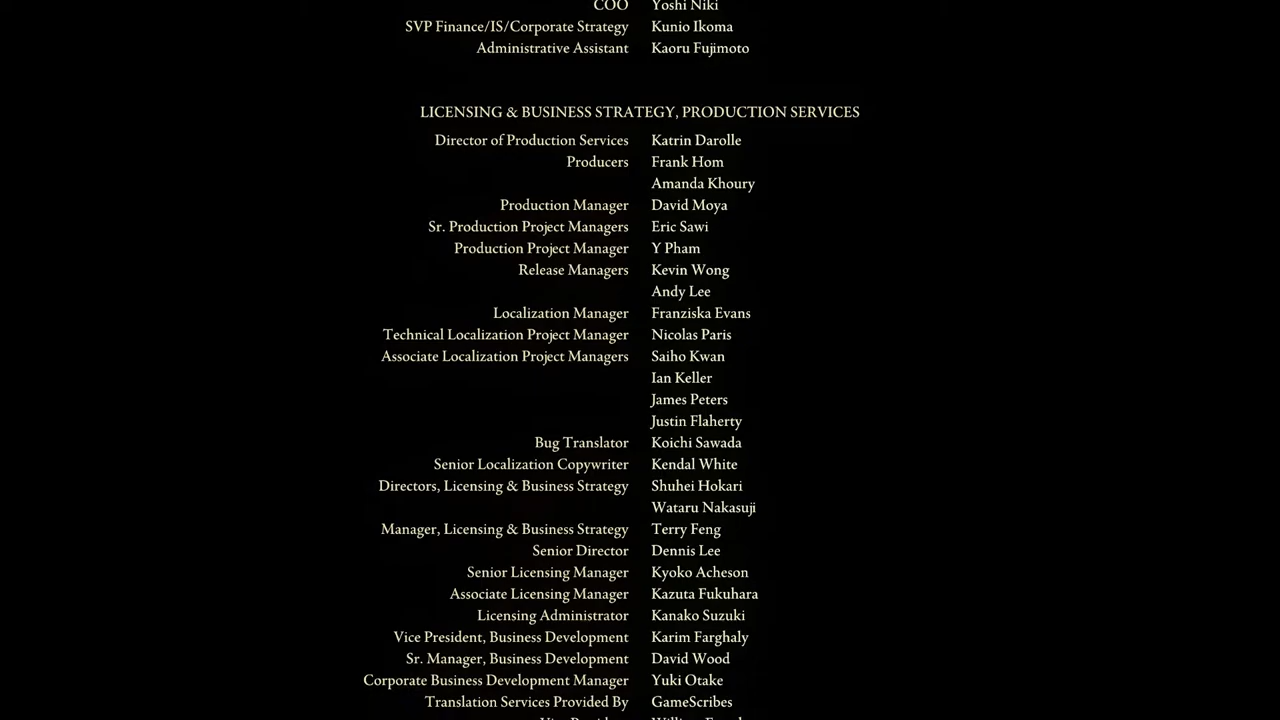 COO Yoshi Niki
SVP Finance/IS/Corporate Strategy Kunio Ikoma
Administrative Assistant Kaoru Fujimoto
LICENSING & BUSINESS STRATEGY, PRODUCTION SERVICES
Director of Production Services Katrin Darolle
Producers Frank Hom
Amanda Khoury
Production Manager David Moya
Sr. Production Project Managers Eric Sawi
Production Project Manager Y Pham
Release Managers Kevin Wong
Andy Lee
Localization Manager Franziska Evans
Technical Localization Project Manager Nicolas Paris
Associate Localization Project Managers Saiho Kwan
Ian Keller
James Peters
Justin Flaherty
Bug Translator Koichi Sawada
Senior Localization Copywriter Kendal White
Directors, Licensing & Business Strategy Shuhei Hokari
Wataru Nakasuji
Manager, Licensing & Business Strategy Terry Feng
Senior Director Dennis Lee
Senior Licensing Manager Kyoko Acheson
Associate Licensing Manager Kazuta Fukuhara
Licensing Administrator Kanako Suzuki
Vice President, Business Development Karim Farghaly
Sr. Manager, Business Development David Wood
Corporate Business Development Manager Yuki Otake
Translation Services Provided By GameScribes